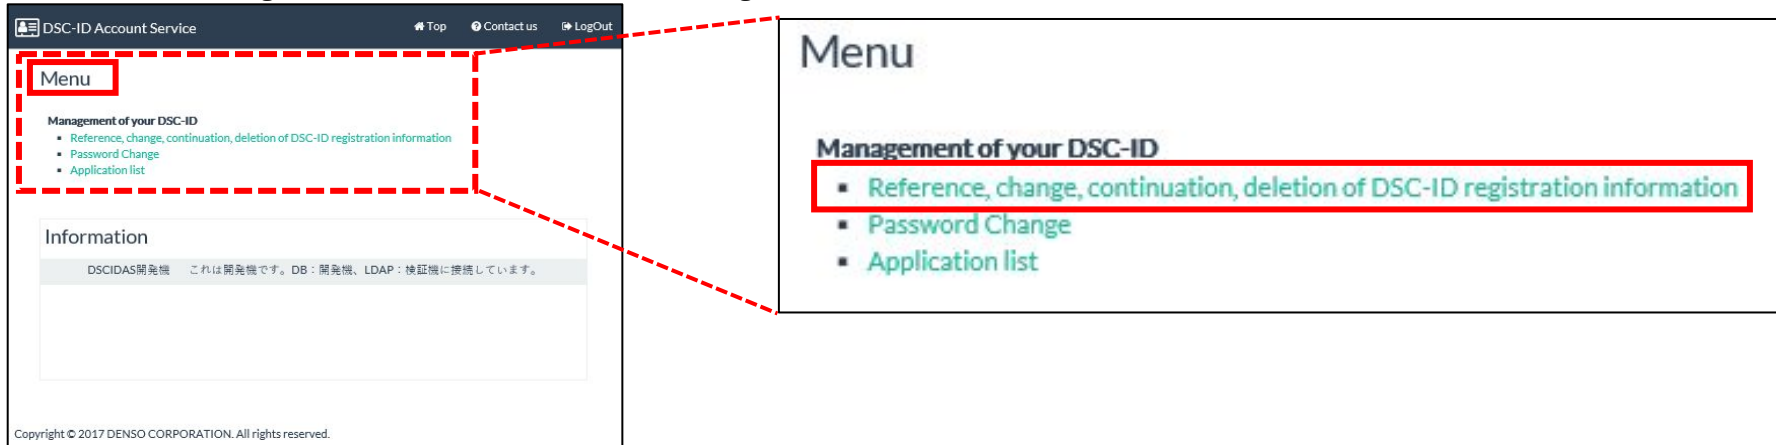 DSC-ID Account Service
Top
Contact us
LogOut
Menu
Management of your DSC-ID
Reference, change, continuation, deletion of DSC-ID registration information
Password Change
Application list
Information
DSCIDAS開発機 これは開発機です。DB：開発機、LDAP：検証機に接続しています。
Copyright © 2017 DENSO CORPORATION. All rights reserved.
Menu
Management of your DSC-ID
Reference, change, continuation, deletion of DSC-ID registration information
Password Change
Application list